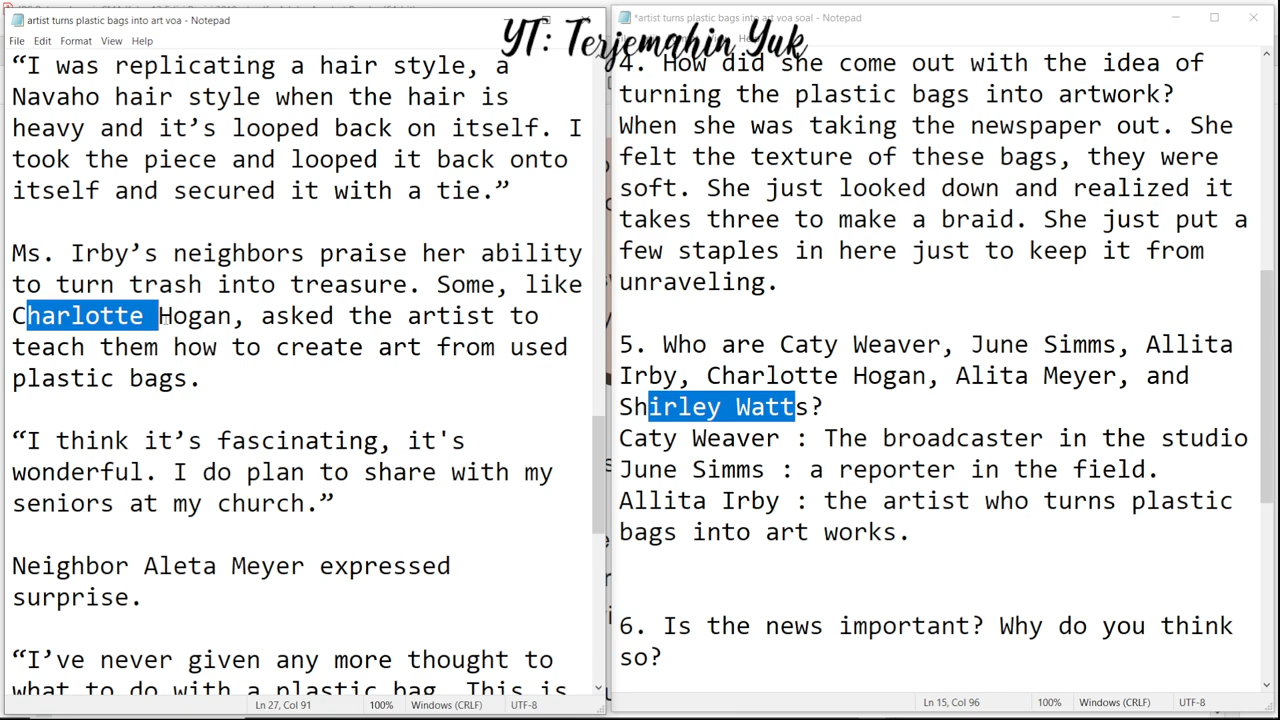 artist turns plastic bags into art voa - Notepad
File Edit Format View Help
“I was replicating a hair style, a
Navaho hair style when the hair is
heavy and it’s looped back on itself. I
took the piece and looped it back onto
itself and secured it with a tie.”
Ms. Irby’s neighbors praise her ability
to turn trash into treasure. Some, like
Charlotte Hogan, asked the artist to
teach them how to create art from used
plastic bags.
“I think it’s fascinating, it's
wonderful. I do plan to share with my
seniors at my church.”
Neighbor Aleta Meyer expressed
surprise.
“I’ve never given any more thought to
what to do with a plastic bag. This is
Ln 27, Col 91 100% Windows (CRLF) UTF-8
YT: Terjemahin Yuk
*artist turns plastic bags into art voa soal - Notepad
4. How did she come out with the idea of
turning the plastic bags into artwork?
When she was taking the newspaper out. She
felt the texture of these bags, they were
soft. She just looked down and realized it
takes three to make a braid. She just put a
few staples in here just to keep it from
unraveling.
5. Who are Caty Weaver, June Simms, Allita
Irby, Charlotte Hogan, Alita Meyer, and
Shirley Watts?
Caty Weaver : The broadcaster in the studio
June Simms : a reporter in the field.
Allita Irby : the artist who turns plastic
bags into art works.
6. Is the news important? Why do you think
so?
Ln 15, Col 96 100% Windows (CRLF) UTF-8